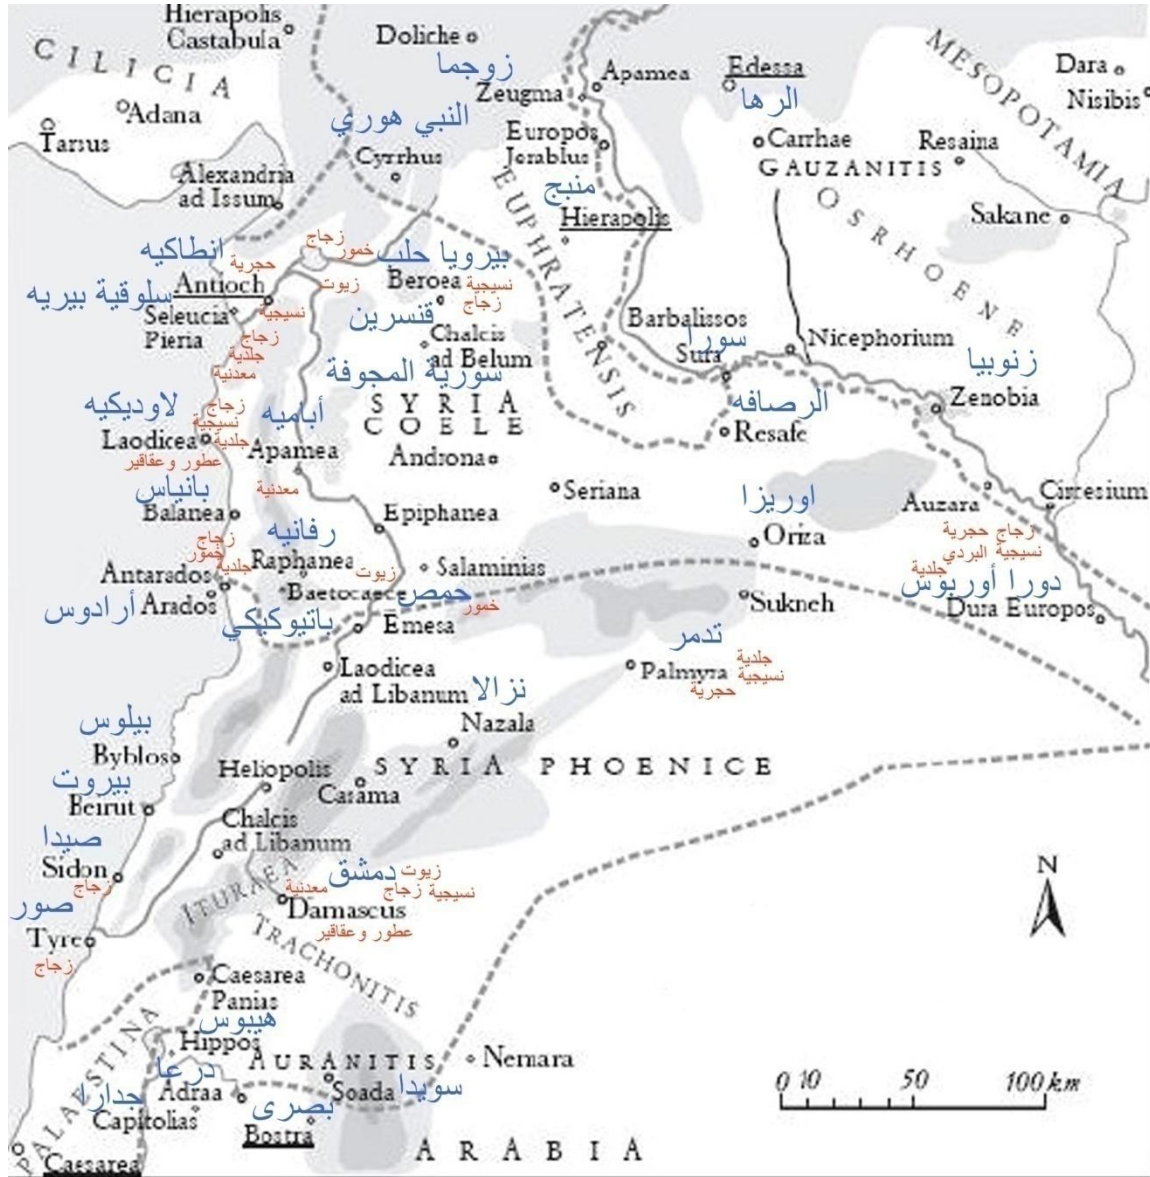 Hierapolis
Castabula
Doliche
CILICIA
زوجما
Apamea
Edessa
MESOPOTAMIA
Dara
Nisibis
Zeugma
الرها
Adana
النبي هوري
Tarsus
Europos
Jerablus
Carrhae
Resaina
GAUZANITIS
Cyrrhus
Alexandria
ad Issum
منبج
EUPHRATENSIS
Hierapolis
OSRHOENE
Sakane
انطاكيه
حجرية
زجاج
خمور
بيرويا حلب
Antioch
سلوقية بيريه
زيوت
Beroea
نسيجية
زجاج
Seleucia
Pieria
نسيجية
قنسرين
زجاج
جلدية
معدنية
Chalcis
ad Belum
Barbalissos
سورا
Sura
Nicephorium
زنوبيا
Zenobia
سورية المجوفة
SYRIA
COELE
لاوديكيه
زجاج
نسيجية
جلدية
Laodicea
عطور وعقاقير
أباميه
Apamea
معدنية
الرصافه
Resafe
Androna
بانياس
Balanea
Seriana
اوريزا
Oriza
Auzara
Circesium
Epiphanea
رفانيه
Raphanea
زجاج
خمور
جلدية
Antarados
Arados
أرادوس
Salaminias
زيوت
Baetocaece
باتيوكيكي
حمص
خمور
Emesa
زجاج حجرية
نسيجية البردي
جلدية
دورا أوربوس
Dura Europos
Sukneh
تدمر
Palmyra
جلدية
نسيجية
حجرية
Laodicea
ad Libanum
نزالا
Nazala
بيلوس
Byblos
Heliopolis
SYRIA PHOENICE
Casama
بيروت
Beirut
Chalcis
ad Libanum
صيدا
Sidon
زجاج
ITURAEA
دمشق
زيوت
معدنية
زجاج نسيجية
Damascus
عطور وعقاقير
صور
Tyre
زجاج
TRACHONITIS
Caesarea
Panias
N
هيبوس
Hippos
AURANITIS
Nemara
PALAESTINA
درعا
Adraa
جدارا
Capitolias
Soada
سويدا
بصرى
Bostra
0 10 50 100 km
ARABIA
Caesarea